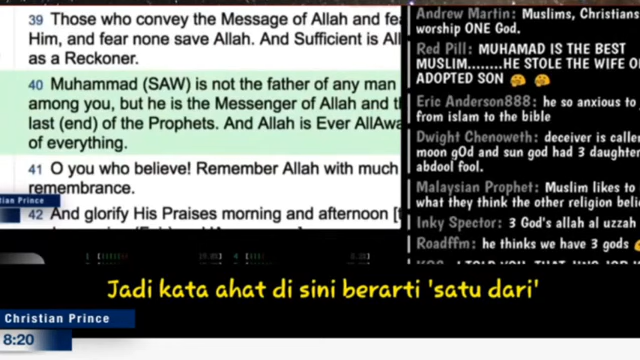 39 Those who convey the Message of Allah and fea
Him, and fear none save Allah. And Sufficient is All
as a Reckoner.
40 Muhammad (SAW) is not the father of any man
among you, but he is the Messenger of Allah and th
last (end) of the Prophets. And Allah is Ever AllAwa
of everything.
41 O you who believe! Remember Allah with much
remembrance.
42 And glorify His Praises morning and afternoon [t
stian Prince
Andrew Martin: Muslims, Christians
worship ONE God.
Red Pill: MUHAMAD IS THE BEST
MUSLIM........HE STOLE THE WIFE OF
ADOPTED SON
Eric Anderson888: he so anxious to
from islam to the bible
Dwight Chenoweth: deceiver is called
moon gOd and sun god had 3 daughter
abdool fool.
Malaysian Prophet: Muslim likes to
what they think the other religion belie
Inky Spector: 3 God's allah al uzzah
Roadffm: he thinks we have 3 gods
Jadi kata ahat di sini berarti 'satu dari'
Christian Prince
8:20